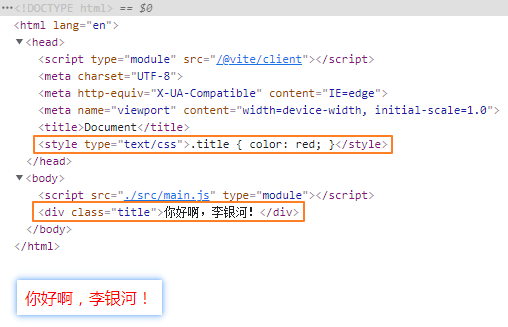 <!DOCTYPE html> == $0
<html lang="en">
<head>
<script type="module" src="/@vite/client"></script>
<meta charset="UTF-8">
<meta http-equiv="X-UA-Compatible" content="IE=edge">
<meta name="viewport" content="width=device-width, initial-scale=1.0">
<title>Document</title>
<style type="text/css">.title { color: red; }</style>
</head>
<body>
<script src="./src/main.js" type="module"></script>
<div class="title">你好啊，李银河！</div>
</body>
</html>
你好啊，李银河！